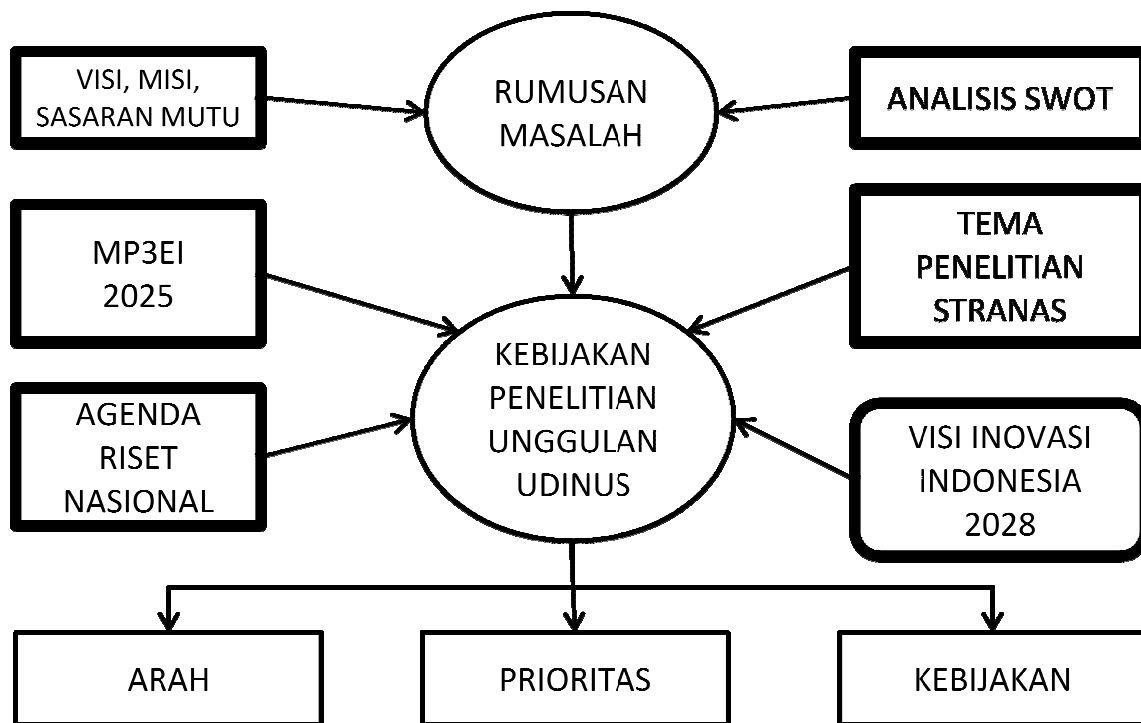 VISI, MISI,
SASARAN MUTU
RUMUSAN
MASALAH
ANALISIS SWOT
MP3EI
2025
TEMA
PENELITIAN
STRANAS
KEBIJAKAN
PENELITIAN
UNGGULAN
UDINUS
AGENDA
RISET
NASIONAL
VISI INOVASI
INDONESIA
2028
ARAH
PRIORITAS
KEBIJAKAN